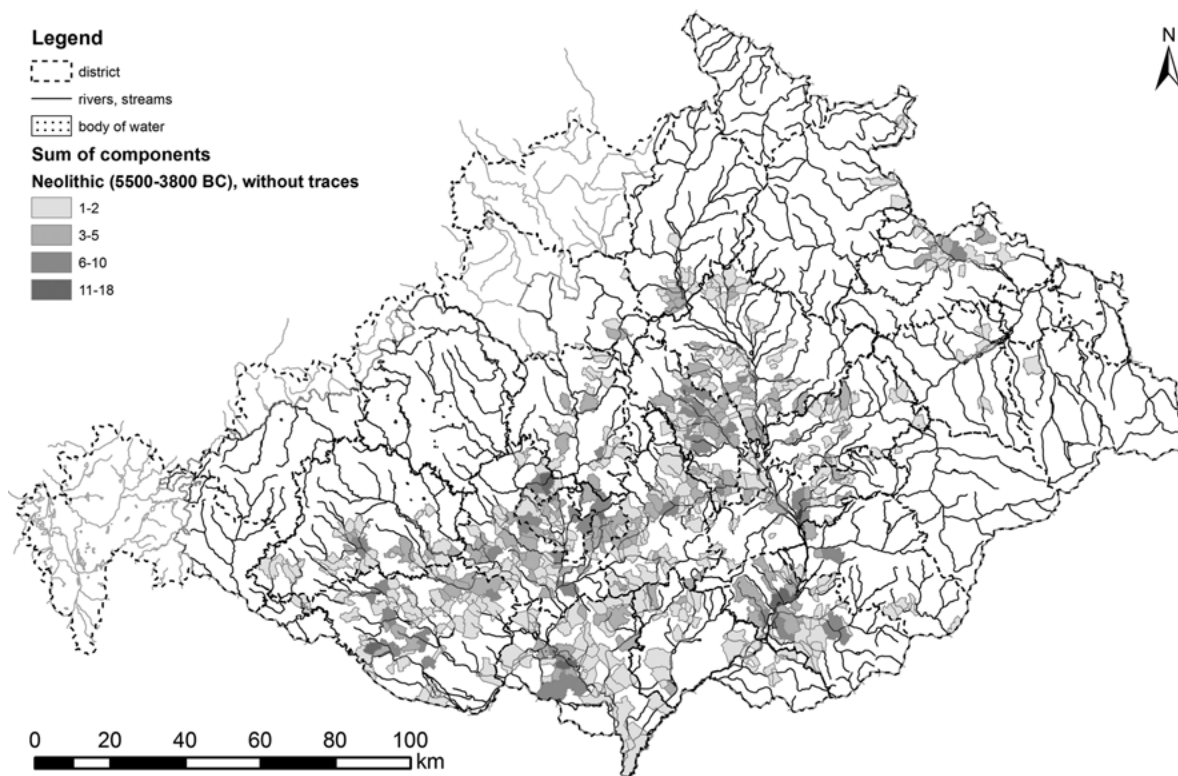 Legend
district
rivers, streams
body of water
Sum of components
Neolithic (5500-3800 BC), without traces
1-2
3-5
6-10
11-18
N
0 20 40 60 80 100
km